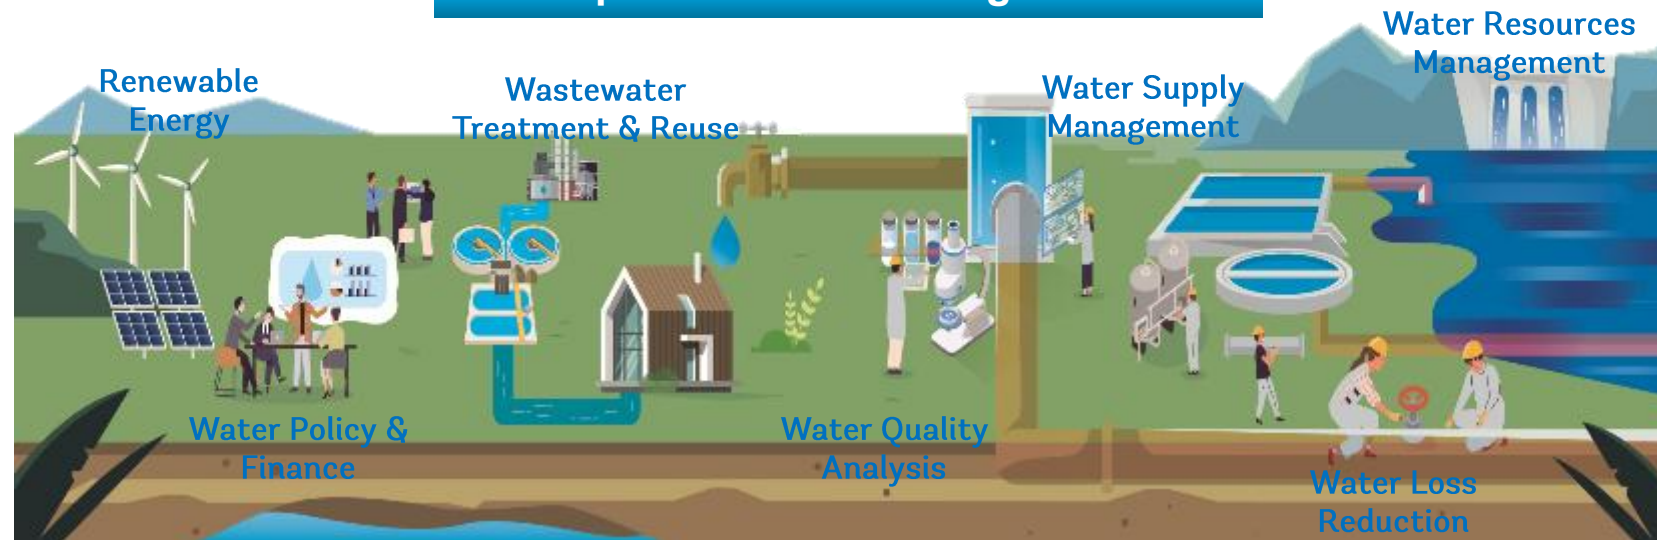 Water Resources
Management
Renewable
Energy
Wastewater
Treatment & Reuse
Water Supply
Management
Water Policy &
Finance
Water Quality
Analysis
Water Loss
Reduction